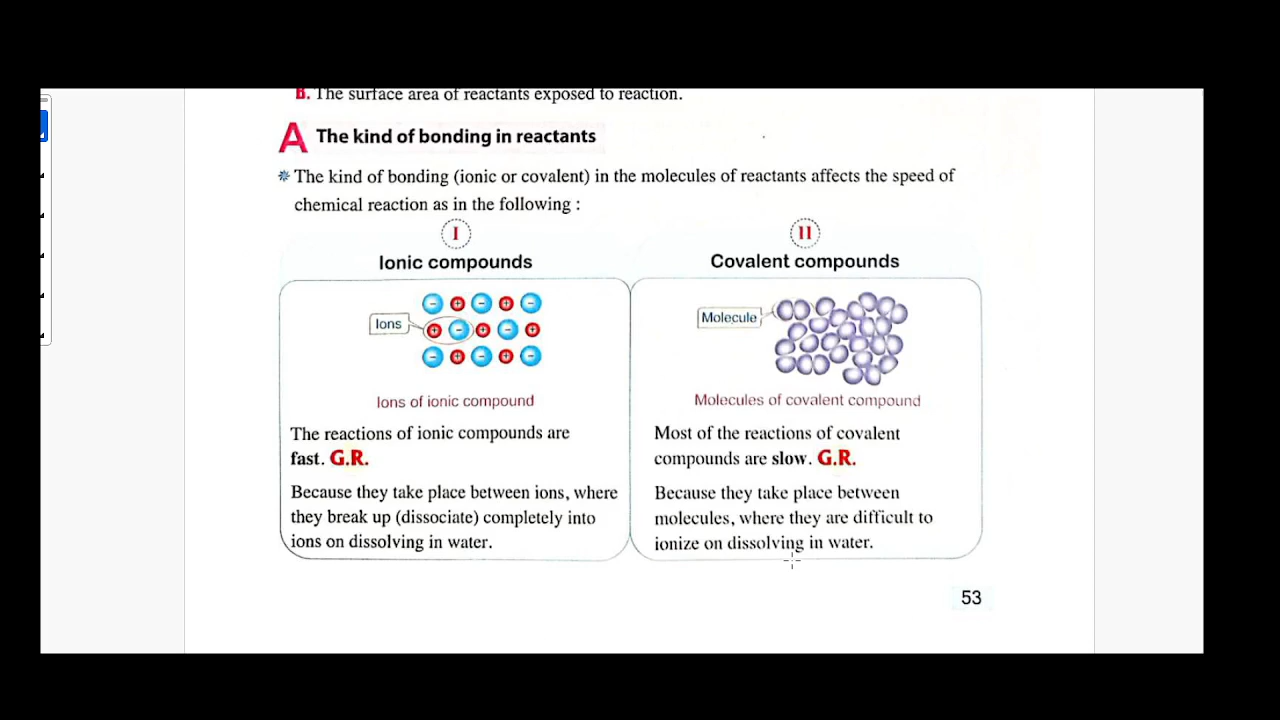 B. The surface area of reactants exposed to reaction.
A The kind of bonding in reactants
The kind of bonding (ionic or covalent) in the molecules of reactants affects the speed of
chemical reaction as in the following :
I
Ionic compounds
Ions
Ions of ionic compound
The reactions of ionic compounds are
fast. G.R.
Because they take place between ions, where
they break up (dissociate) completely into
ions on dissolving in water.
II
Covalent compounds
Molecule
Molecules of covalent compound
Most of the reactions of covalent
compounds are slow. G.R.
Because they take place between
molecules, where they are difficult to
ionize on dissolving in water.
53